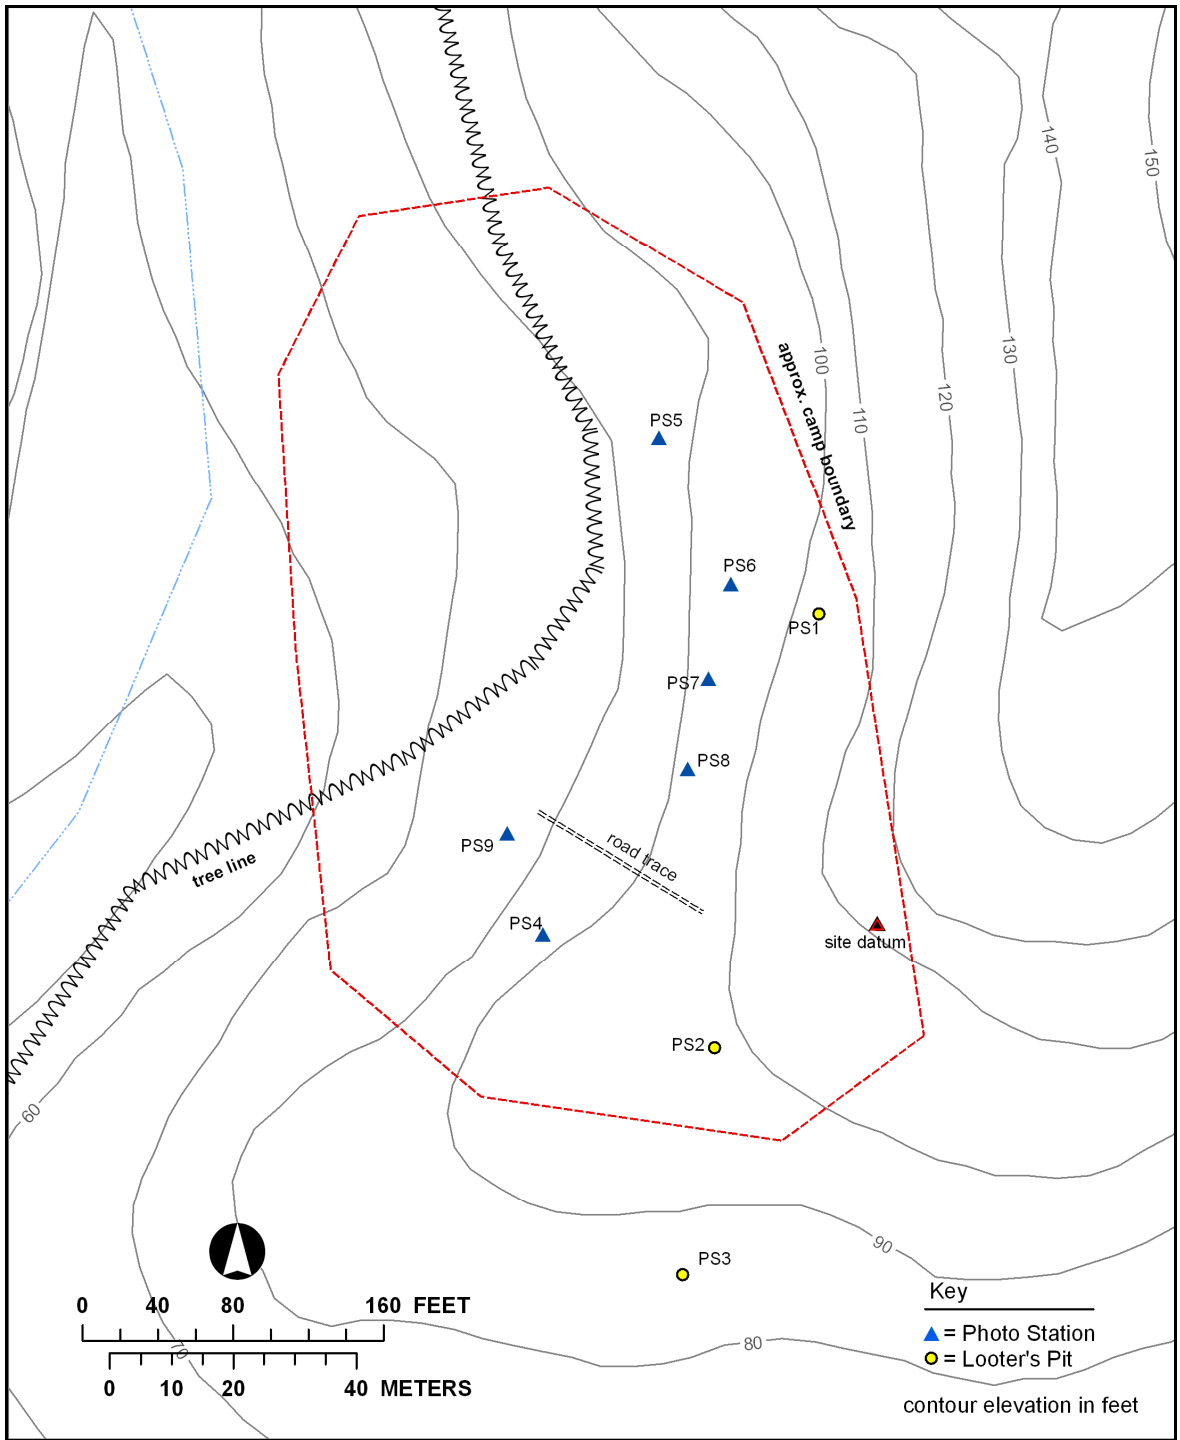 140
150
100
130
approx. camp boundary
120
110
PS5
PS6
PS1
PS7
PS8
road trace
PS9
tree line
PS4
site datum
PS2
60
90
PS3
Key
0 40 80 160 FEET
= Photo Station
80
70
= Looter's Pit
0 10 20 40 METERS
contour elevation in feet